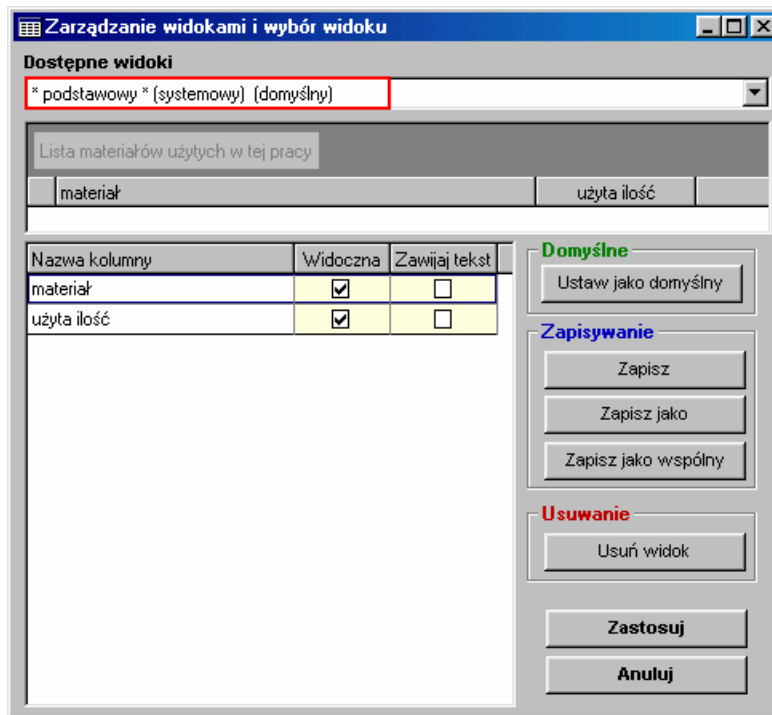 Zarządzanie widokami i wybór widoku
Dostępne widoki
* podstawowy * (systemowy) (domyślny)
Lista materiałów użytych w tej pracy
materiał użyta ilość
Nazwa kolumny Widoczna Zawijaj tekst
materiał
użyta ilość
Domyślne
Ustaw jako domyślny
Zapisywanie
Zapisz
Zapisz jako
Zapisz jako wspólny
Usuwanie
Usuń widok
Zastosuj
Anuluj